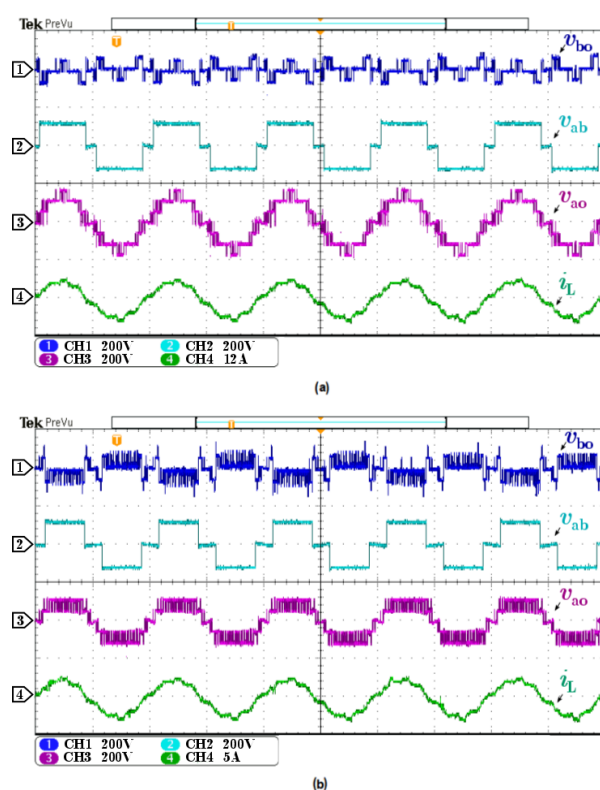 Tek PreVu
T
T
1
v_bo
2
v_ab
3
v_ao
4
i_L
1 CH1 200V 2 CH2 200V
3 CH3 200V 4 CH4 12A
(a)
Tek PreVu
T
T
1
v_bo
2
v_ab
3
v_ao
4
i_L
1 CH1 200V 2 CH2 200V
3 CH3 200V 4 CH4 5A
(b)